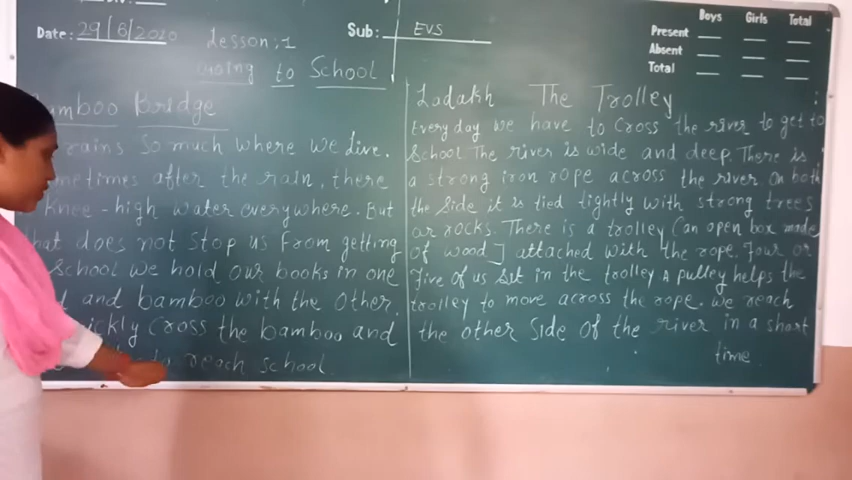 Div:
Date: 29/8/2020
Lesson:1
Sub: EVS
Boys Girls Total
Present
Absent
Total
Going to School
Bamboo Bridge
rains so much where we live.
sometimes after the rain, there
knee-high water everywhere. But
that does not stop us from getting
School we hold our books in one
and bamboo with the other.
quickly Cross the bamboo and
reach school.
Ladakh The Trolley
Every day we have to cross the river to get to
School. The river is wide and deep. There is
a strong iron rope across the river on both
the side it is tied tightly with strong trees
or rocks. There is a trolley (an open box made
of wood] attached with the rope. Four or
Five of us sit in the trolley A pulley helps the
trolley to move across the rope. we reach
the other side of the river in a short
time.